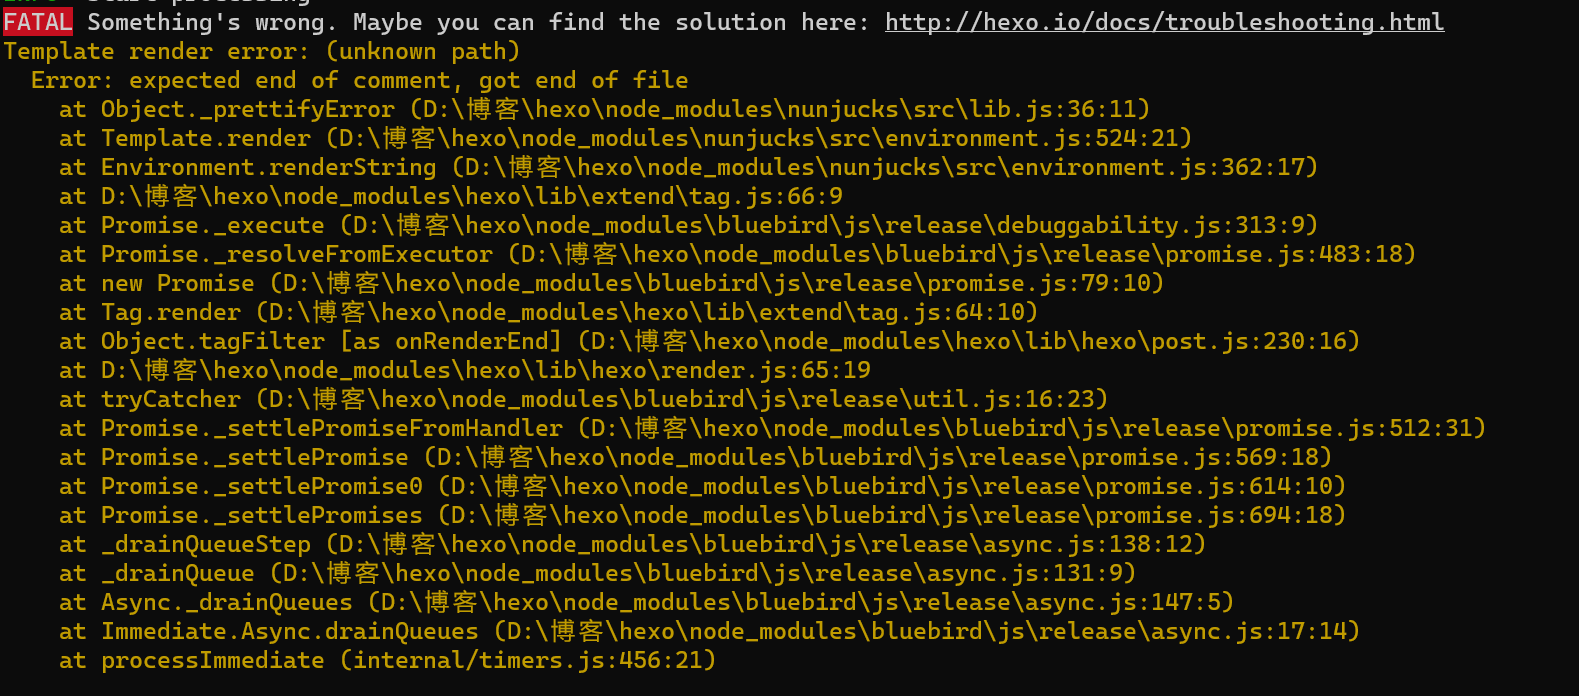 FATAL Something's wrong. Maybe you can find the solution here: http://hexo.io/docs/troubleshooting.html
Template render error: (unknown path)
  Error: expected end of comment, got end of file
    at Object._prettifyError (D:\博客\hexo\node_modules\nunjucks\src\lib.js:36:11)
    at Template.render (D:\博客\hexo\node_modules\nunjucks\src\environment.js:524:21)
    at Environment.renderString (D:\博客\hexo\node_modules\nunjucks\src\environment.js:362:17)
    at D:\博客\hexo\node_modules\hexo\lib\extend\tag.js:66:9
    at Promise._execute (D:\博客\hexo\node_modules\bluebird\js\release\debuggability.js:313:9)
    at Promise._resolveFromExecutor (D:\博客\hexo\node_modules\bluebird\js\release\promise.js:483:18)
    at new Promise (D:\博客\hexo\node_modules\bluebird\js\release\promise.js:79:10)
    at Tag.render (D:\博客\hexo\node_modules\hexo\lib\extend\tag.js:64:10)
    at Object.tagFilter [as onRenderEnd] (D:\博客\hexo\node_modules\hexo\lib\hexo\post.js:230:16)
    at D:\博客\hexo\node_modules\hexo\lib\hexo\render.js:65:19
    at tryCatcher (D:\博客\hexo\node_modules\bluebird\js\release\util.js:16:23)
    at Promise._settlePromiseFromHandler (D:\博客\hexo\node_modules\bluebird\js\release\promise.js:512:31)
    at Promise._settlePromise (D:\博客\hexo\node_modules\bluebird\js\release\promise.js:569:18)
    at Promise._settlePromise0 (D:\博客\hexo\node_modules\bluebird\js\release\promise.js:614:10)
    at Promise._settlePromises (D:\博客\hexo\node_modules\bluebird\js\release\promise.js:694:18)
    at _drainQueueStep (D:\博客\hexo\node_modules\bluebird\js\release\async.js:138:12)
    at _drainQueue (D:\博客\hexo\node_modules\bluebird\js\release\async.js:131:9)
    at Async._drainQueues (D:\博客\hexo\node_modules\bluebird\js\release\async.js:147:5)
    at Immediate.Async.drainQueues (D:\博客\hexo\node_modules\bluebird\js\release\async.js:17:14)
    at processImmediate (internal/timers.js:456:21)